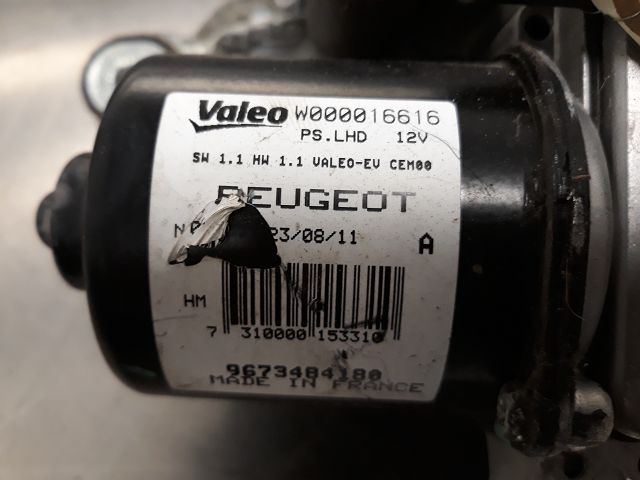 Valeo W000016616
PS.LHD 12V
SW 1.1 HW 1.1 VALEO-EV CEM00
PEUGEOT
23/08/11 A
HM
7 310000 153310
9673484180
MADE IN FRANCE